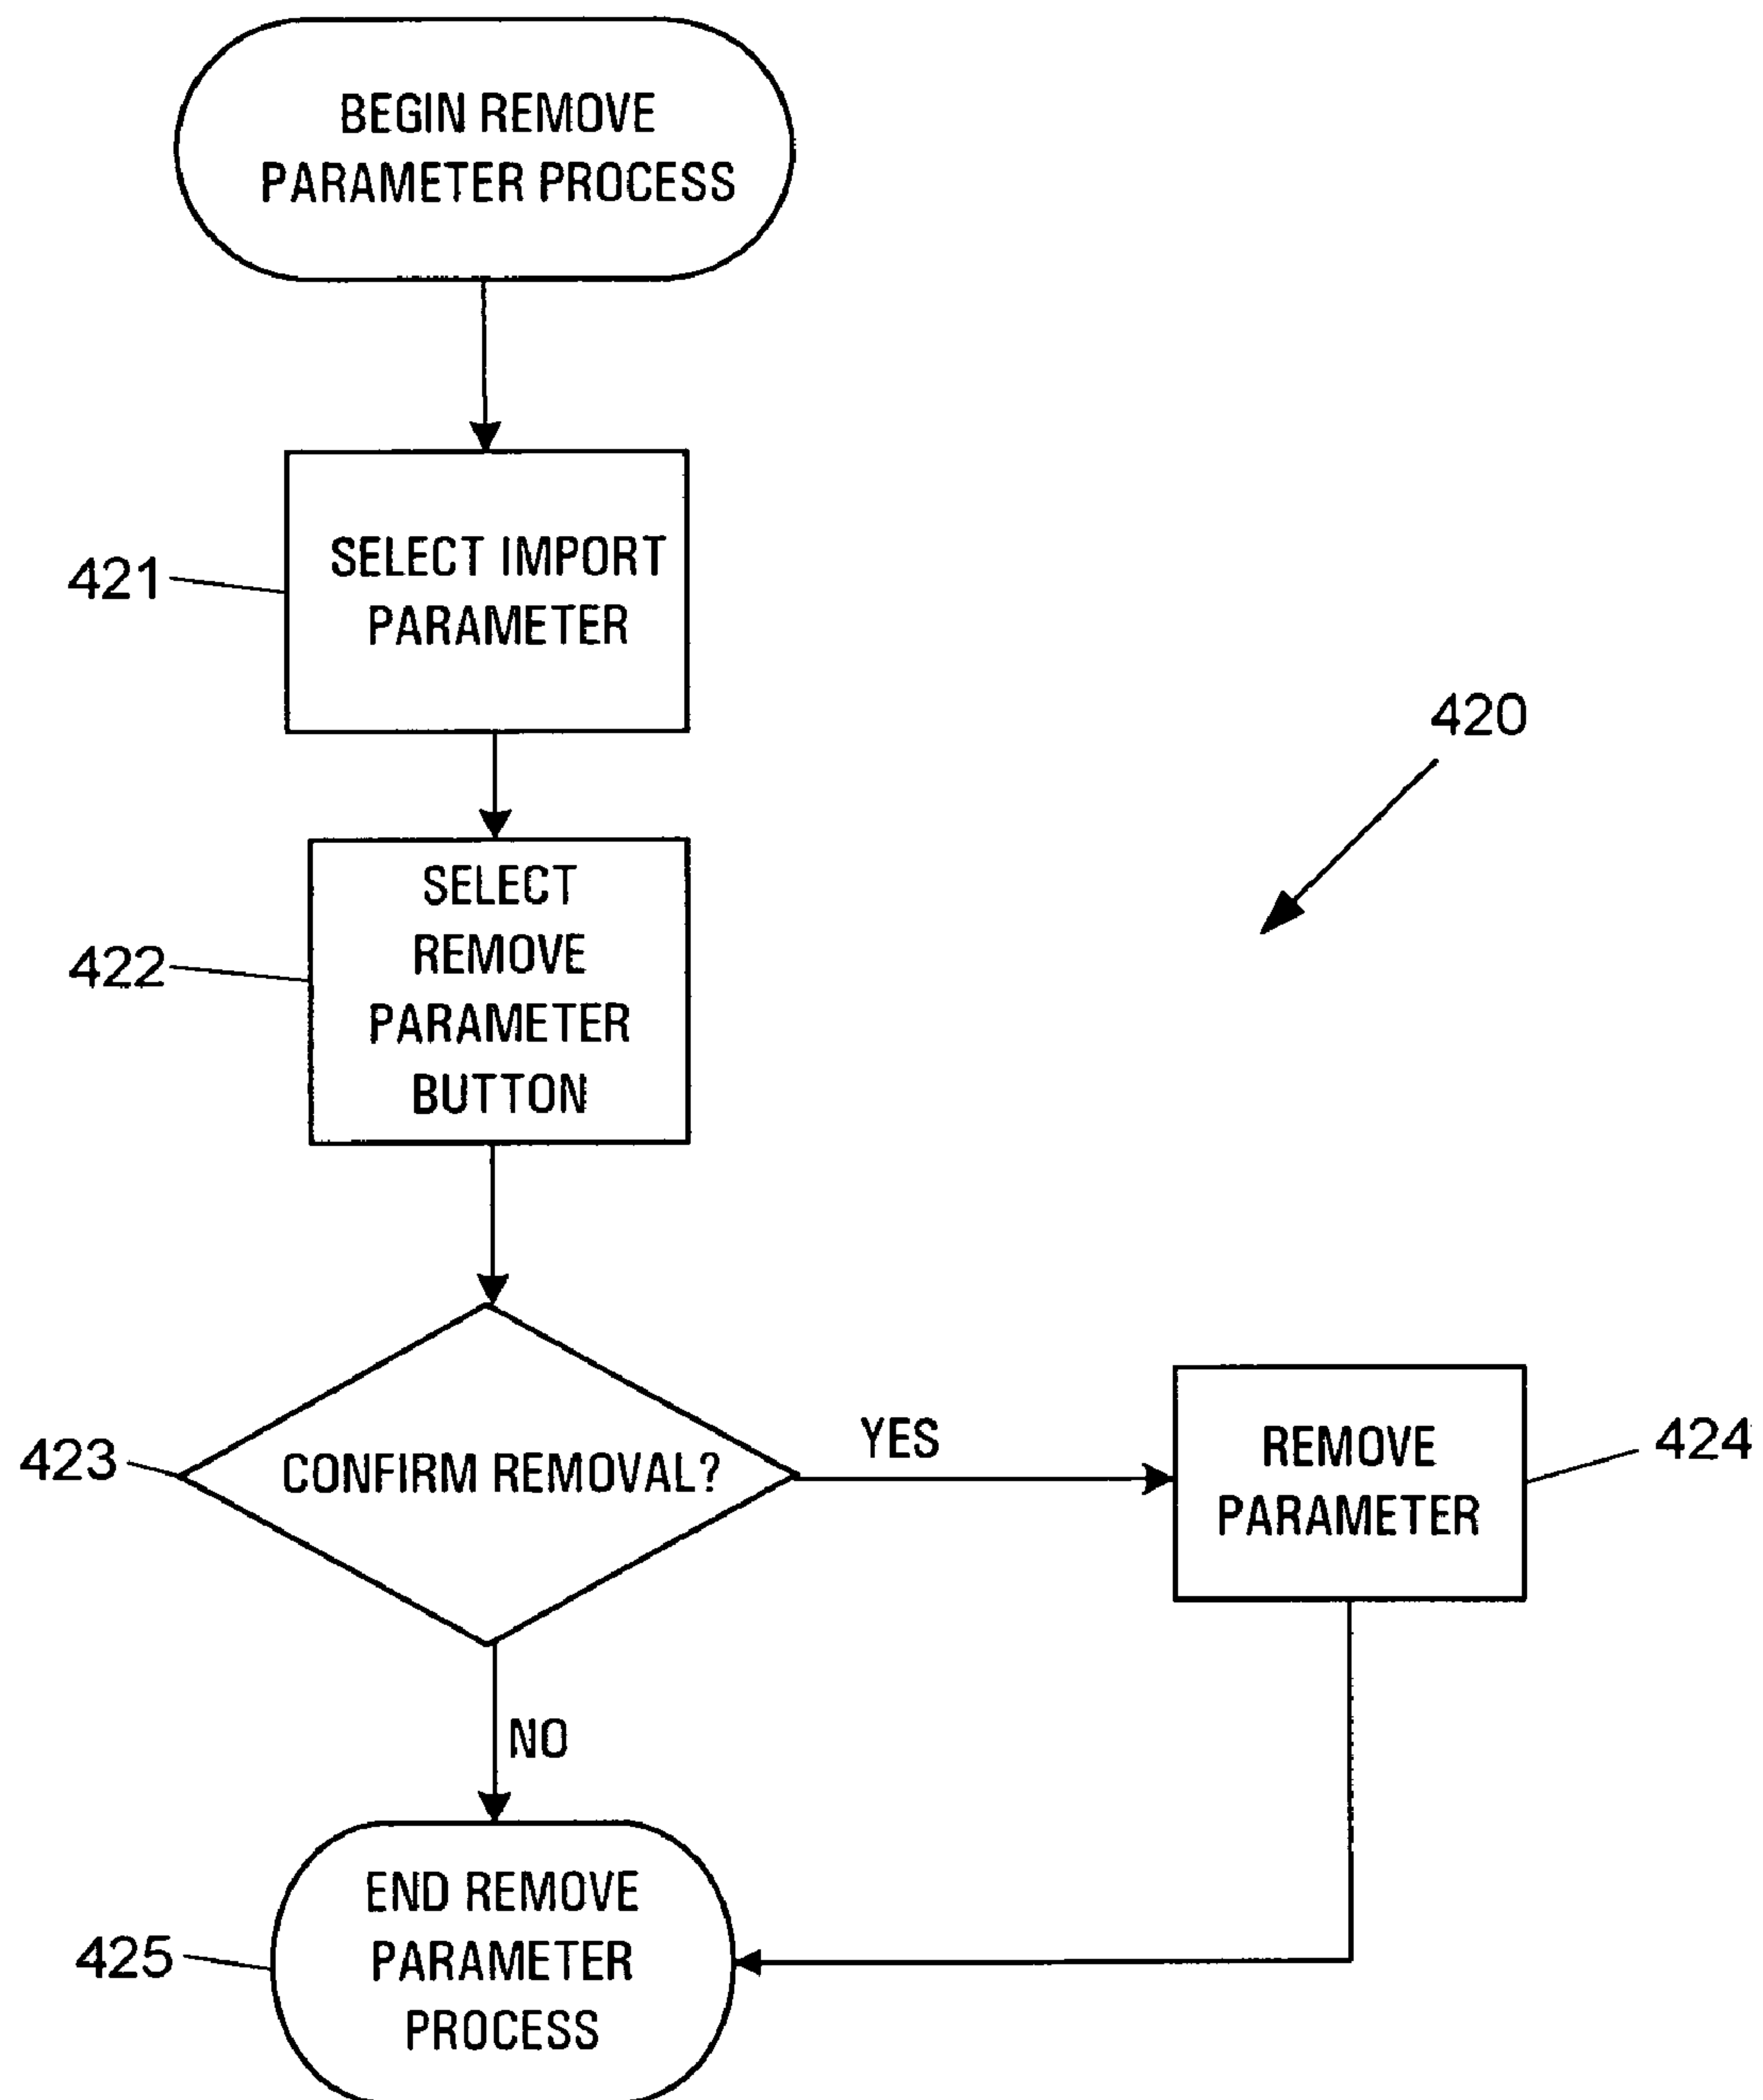 BEGIN REMOVE
PARAMETER PROCESS
SELECT IMPORT
PARAMETER
421
420
SELECT
REMOVE
PARAMETER
BUTTON
422
CONFIRM REMOVAL?
423
YES
REMOVE
PARAMETER
424
NO
END REMOVE
PARAMETER
PROCESS
425